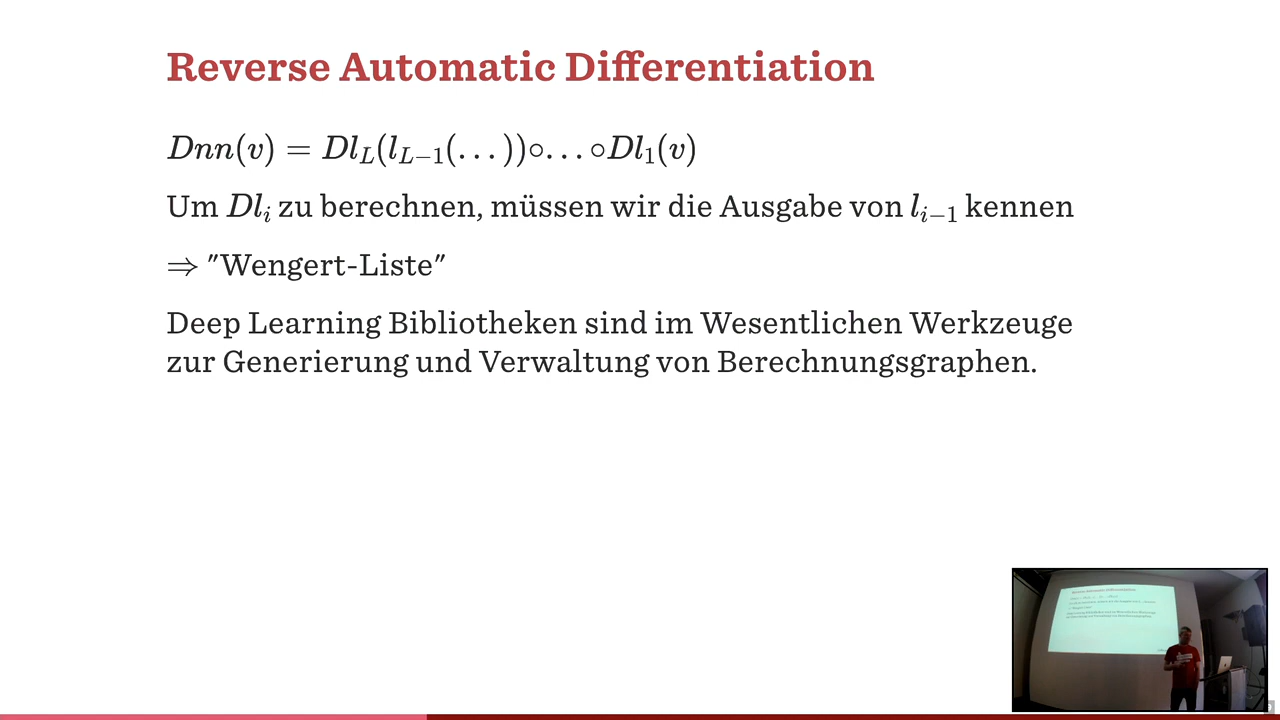 Reverse Automatic Differentiation
Dnn(v) = Dl_L(l_{L−1}(...))∘...∘Dl_1(v)
Um Dl_i zu berechnen, müssen wir die Ausgabe von l_{i−1} kennen
⇒ "Wengert-Liste"
Deep Learning Bibliotheken sind im Wesentlichen Werkzeuge
zur Generierung und Verwaltung von Berechnungsgraphen.